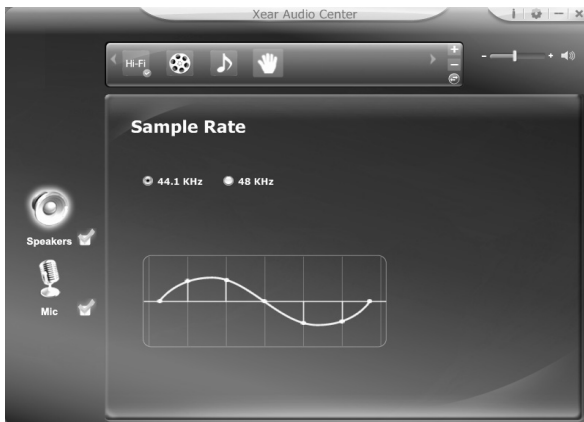 Xear Audio Center
Hi-Fi
Sample Rate
44.1 KHz 48 KHz
Speakers
Mic